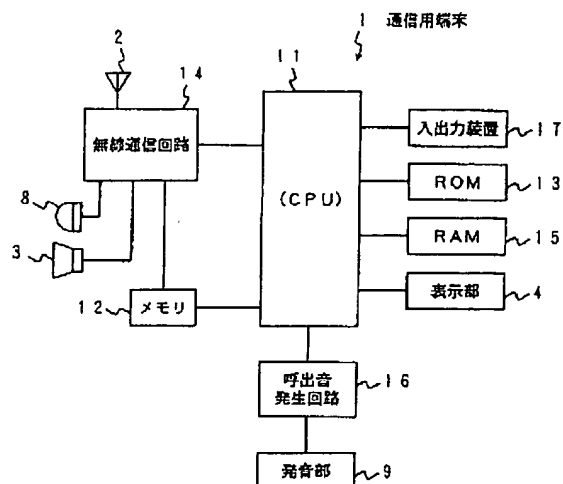 1 通信用端末
2
14
11
無線通信回路
入出力装置
17
(CPU)
ROM
13
8
RAM
15
3
表示部
4
12
メモリ
呼出音
発生回路
16
発音部
9